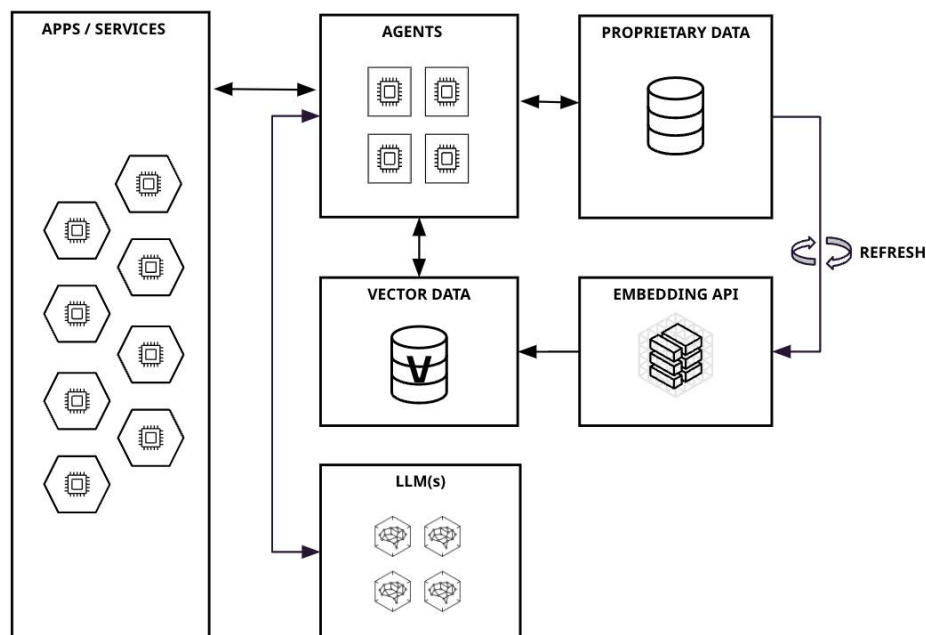 APPS / SERVICES
AGENTS
PROPRIETARY DATA
REFRESH
VECTOR DATA
EMBEDDING API
LLM(s)